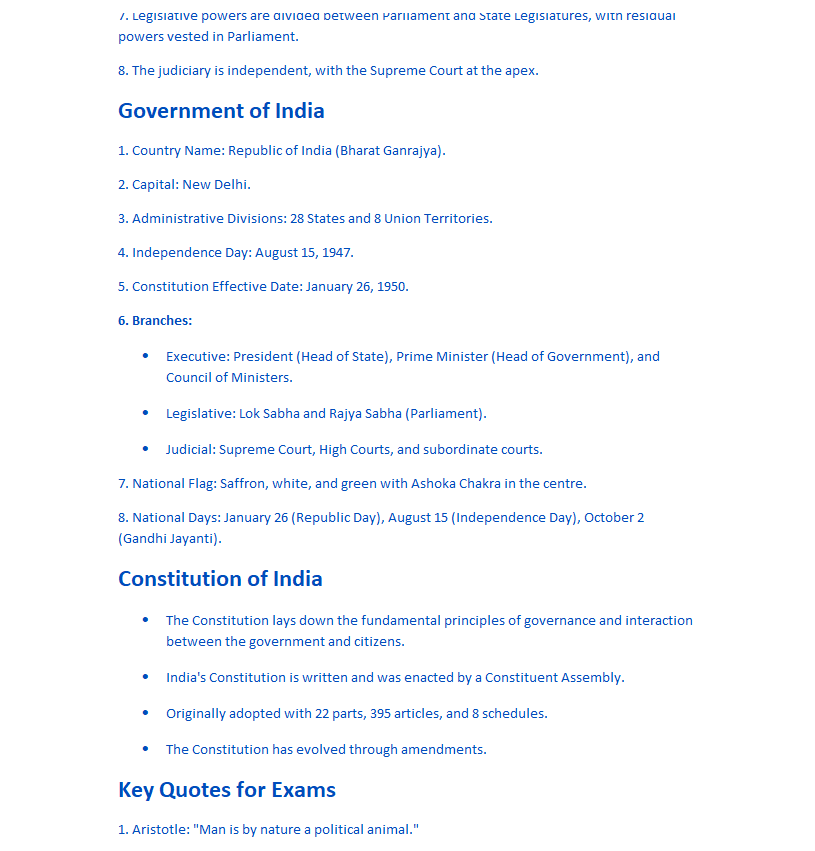 7. Legislative powers are divided between Parliament and State Legislatures, with residual
powers vested in Parliament.
8. The judiciary is independent, with the Supreme Court at the apex.
Government of India
1. Country Name: Republic of India (Bharat Ganrajya).
2. Capital: New Delhi.
3. Administrative Divisions: 28 States and 8 Union Territories.
4. Independence Day: August 15, 1947.
5. Constitution Effective Date: January 26, 1950.
6. Branches:
• Executive: President (Head of State), Prime Minister (Head of Government), and
Council of Ministers.
• Legislative: Lok Sabha and Rajya Sabha (Parliament).
• Judicial: Supreme Court, High Courts, and subordinate courts.
7. National Flag: Saffron, white, and green with Ashoka Chakra in the centre.
8. National Days: January 26 (Republic Day), August 15 (Independence Day), October 2
(Gandhi Jayanti).
Constitution of India
• The Constitution lays down the fundamental principles of governance and interaction
between the government and citizens.
• India's Constitution is written and was enacted by a Constituent Assembly.
• Originally adopted with 22 parts, 395 articles, and 8 schedules.
• The Constitution has evolved through amendments.
Key Quotes for Exams
1. Aristotle: "Man is by nature a political animal."